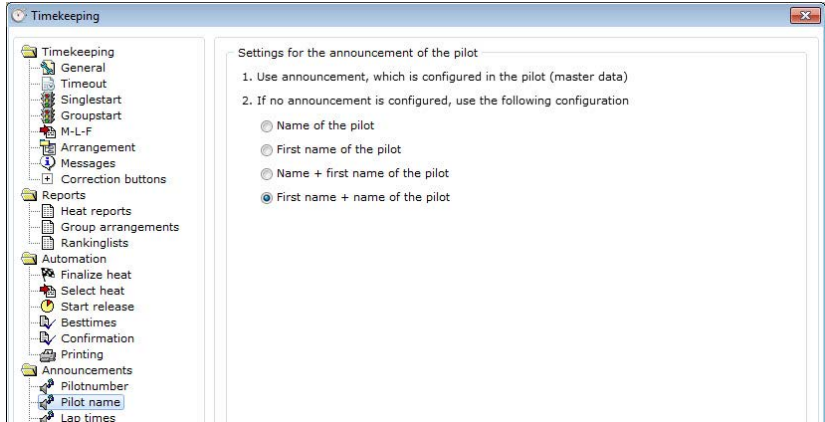 Timekeeping
Timekeeping
General
Timeout
Singlestart
Groupstart
M-L-F
Arrangement
Messages
Correction buttons
Reports
Heat reports
Group arrangements
Rankinglists
Automation
Finalize heat
Select heat
Start release
Besttimes
Confirmation
Printing
Announcements
Pilotnumber
Pilot name
Lap times
Settings for the announcement of the pilot
1. Use announcement, which is configured in the pilot (master data)
2. If no announcement is configured, use the following configuration
Name of the pilot
First name of the pilot
Name + first name of the pilot
First name + name of the pilot